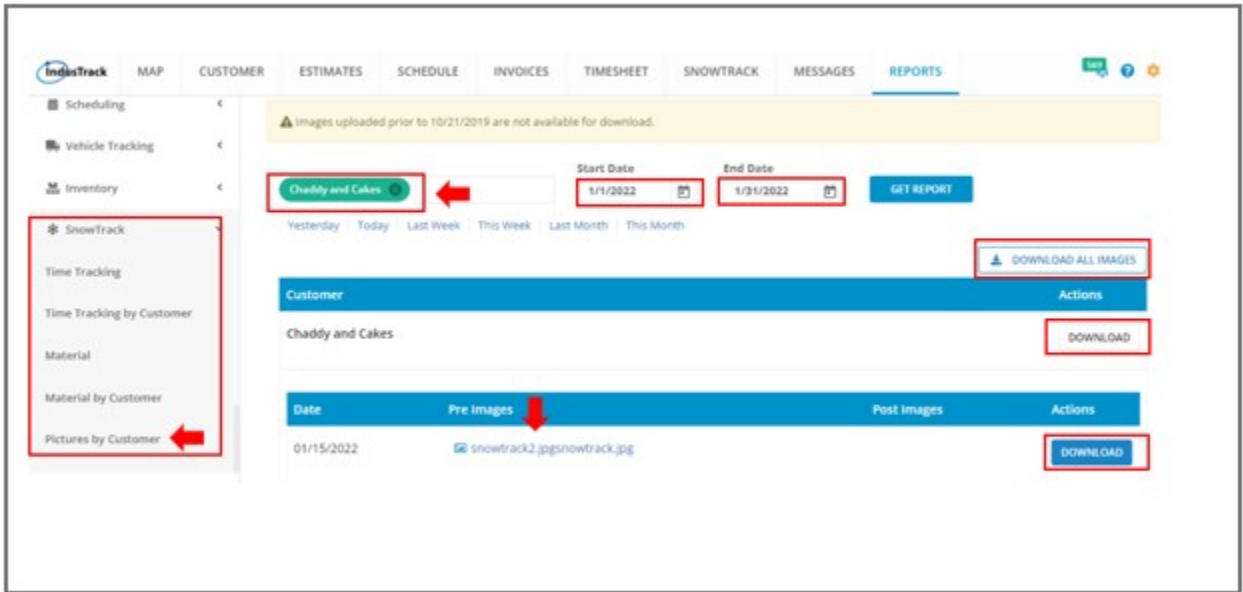 IndusTrack MAP CUSTOMER ESTIMATES SCHEDULE INVOICES TIMESHEET SNOWTRACK MESSAGES REPORTS
Scheduling
Vehicle Tracking
Inventory
SnowTrack
Time Tracking
Time Tracking by Customer
Material
Material by Customer
Pictures by Customer
Images uploaded prior to 10/21/2019 are not available for download.
Start Date End Date
Chaddy and Cakes 1/1/2022 1/31/2022 GET REPORT
Yesterday Today Last Week This Week Last Month This Month
DOWNLOAD ALL IMAGES
Customer Actions
Chaddy and Cakes DOWNLOAD
Date Pre Images Post Images Actions
01/15/2022 snowtrack2.jpgsnowtrack.jpg DOWNLOAD